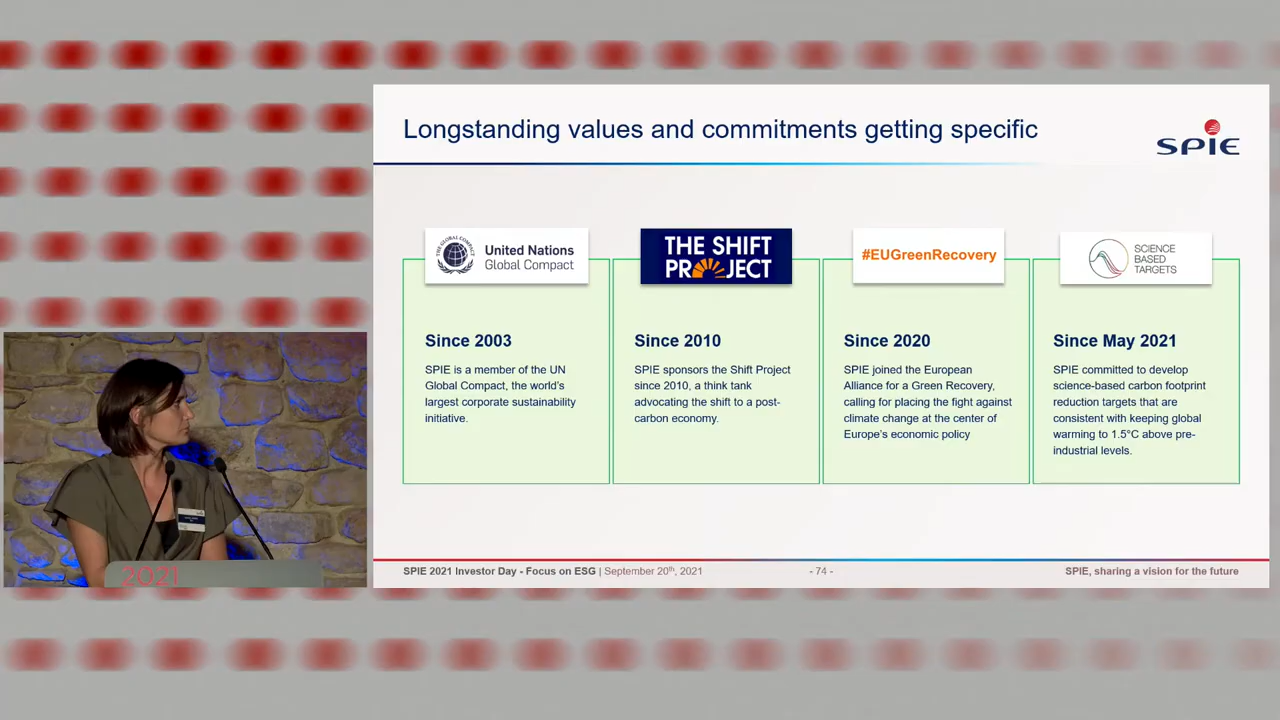 Longstanding values and commitments getting specific
SPIE
THE GLOBAL COMPACT
United Nations
Global Compact
THE SHIFT
PROJECT
#EUGreenRecovery
SCIENCE
BASED
TARGETS
Since 2003
SPIE is a member of the UN
Global Compact, the world's
largest corporate sustainability
initiative.
Since 2010
SPIE sponsors the Shift Project
since 2010, a think tank
advocating the shift to a post-
carbon economy.
Since 2020
SPIE joined the European
Alliance for a Green Recovery,
calling for placing the fight against
climate change at the center of
Europe's economic policy
Since May 2021
SPIE committed to develop
science-based carbon footprint
reduction targets that are
consistent with keeping global
warming to 1.5°C above pre-
industrial levels.
2021
SPIE 2021 Investor Day - Focus on ESG | September 20th, 2021
- 74 -
SPIE, sharing a vision for the future